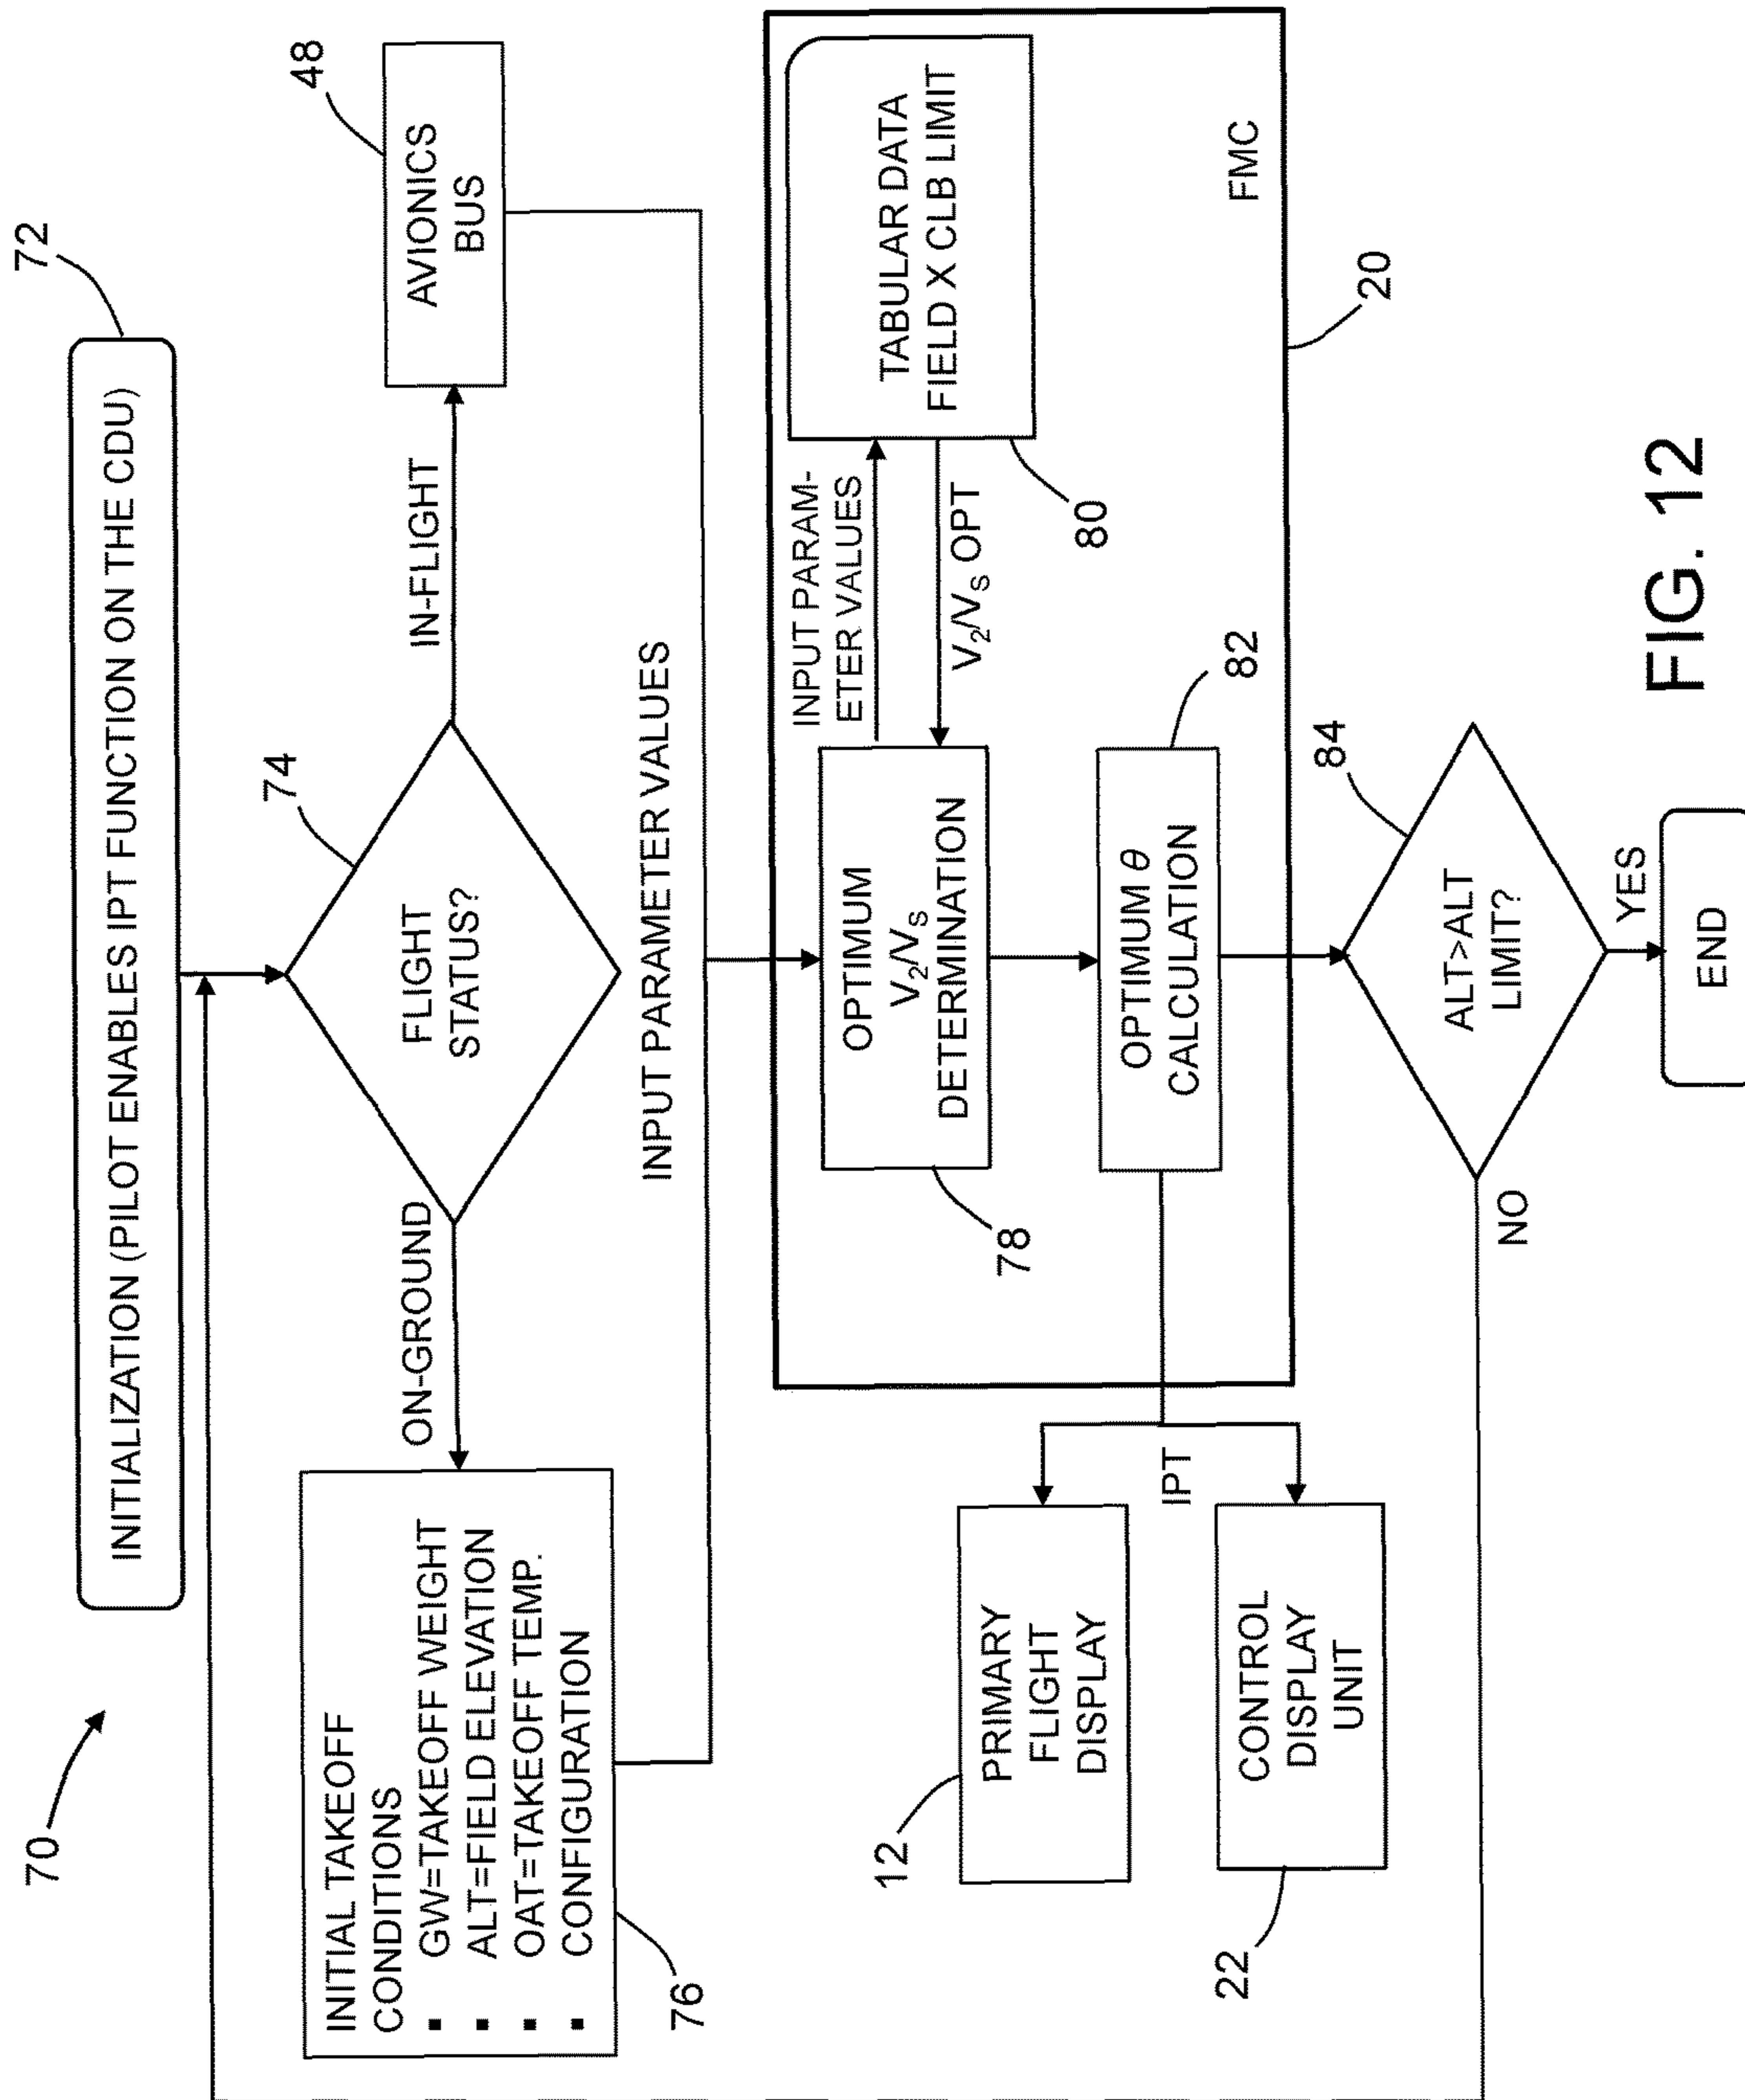 70
72
INITIALIZATION (PILOT ENABLES IPT FUNCTION ON THE CDU)
74
FLIGHT
STATUS?
ON-GROUND
IN-FLIGHT
INITIAL TAKEOFF
CONDITIONS
▪ GW=TAKEOFF WEIGHT
▪ ALT=FIELD ELEVATION
▪ OAT=TAKEOFF TEMP.
▪ CONFIGURATION
76
48
AVIONICS
BUS
INPUT PARAMETER VALUES
OPTIMUM
V₂/Vₛ
DETERMINATION
78
INPUT PARAM-
ETER VALUES
V₂/Vₛ OPT
TABULAR DATA
FIELD X CLB LIMIT
80
OPTIMUM θ
CALCULATION
82
FMC
20
12
PRIMARY
FLIGHT
DISPLAY
IPT
CONTROL
DISPLAY
UNIT
22
84
ALT>ALT
LIMIT?
NO
YES
END
FIG. 12